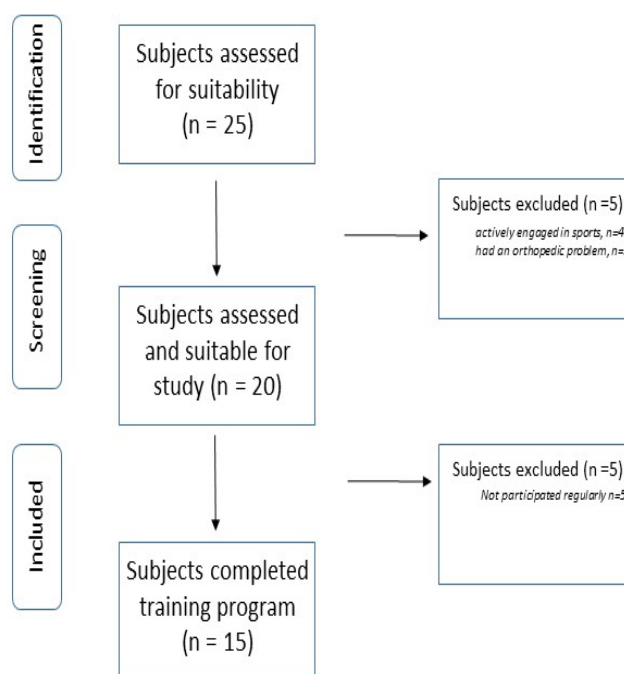 Identification
Subjects assessed
for suitability
(n = 25)
Subjects excluded (n =5)
actively engaged in sports, n=4
had an orthopedic problem, n=
Screening
Subjects assessed
and suitable for
study (n = 20)
Subjects excluded (n =5)
Not participated regularly n=5
Included
Subjects completed
training program
(n = 15)